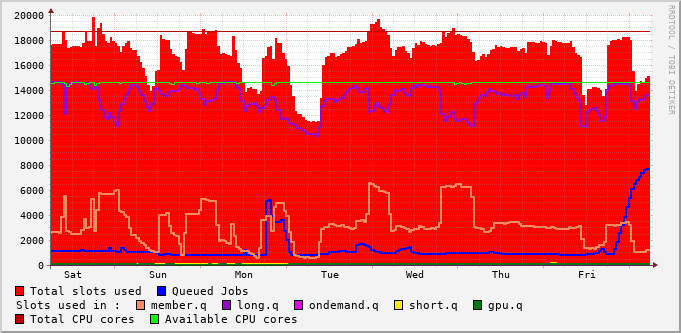 20000
18000
16000
14000
12000
10000
8000
6000
4000
2000
0
Sat Sun Mon Tue Wed Thu Fri
RRDTOOL / TOBI OETIKER
Total slots used Queued Jobs
Slots used in : member.q long.q ondemand.q short.q gpu.q
Total CPU cores Available CPU cores